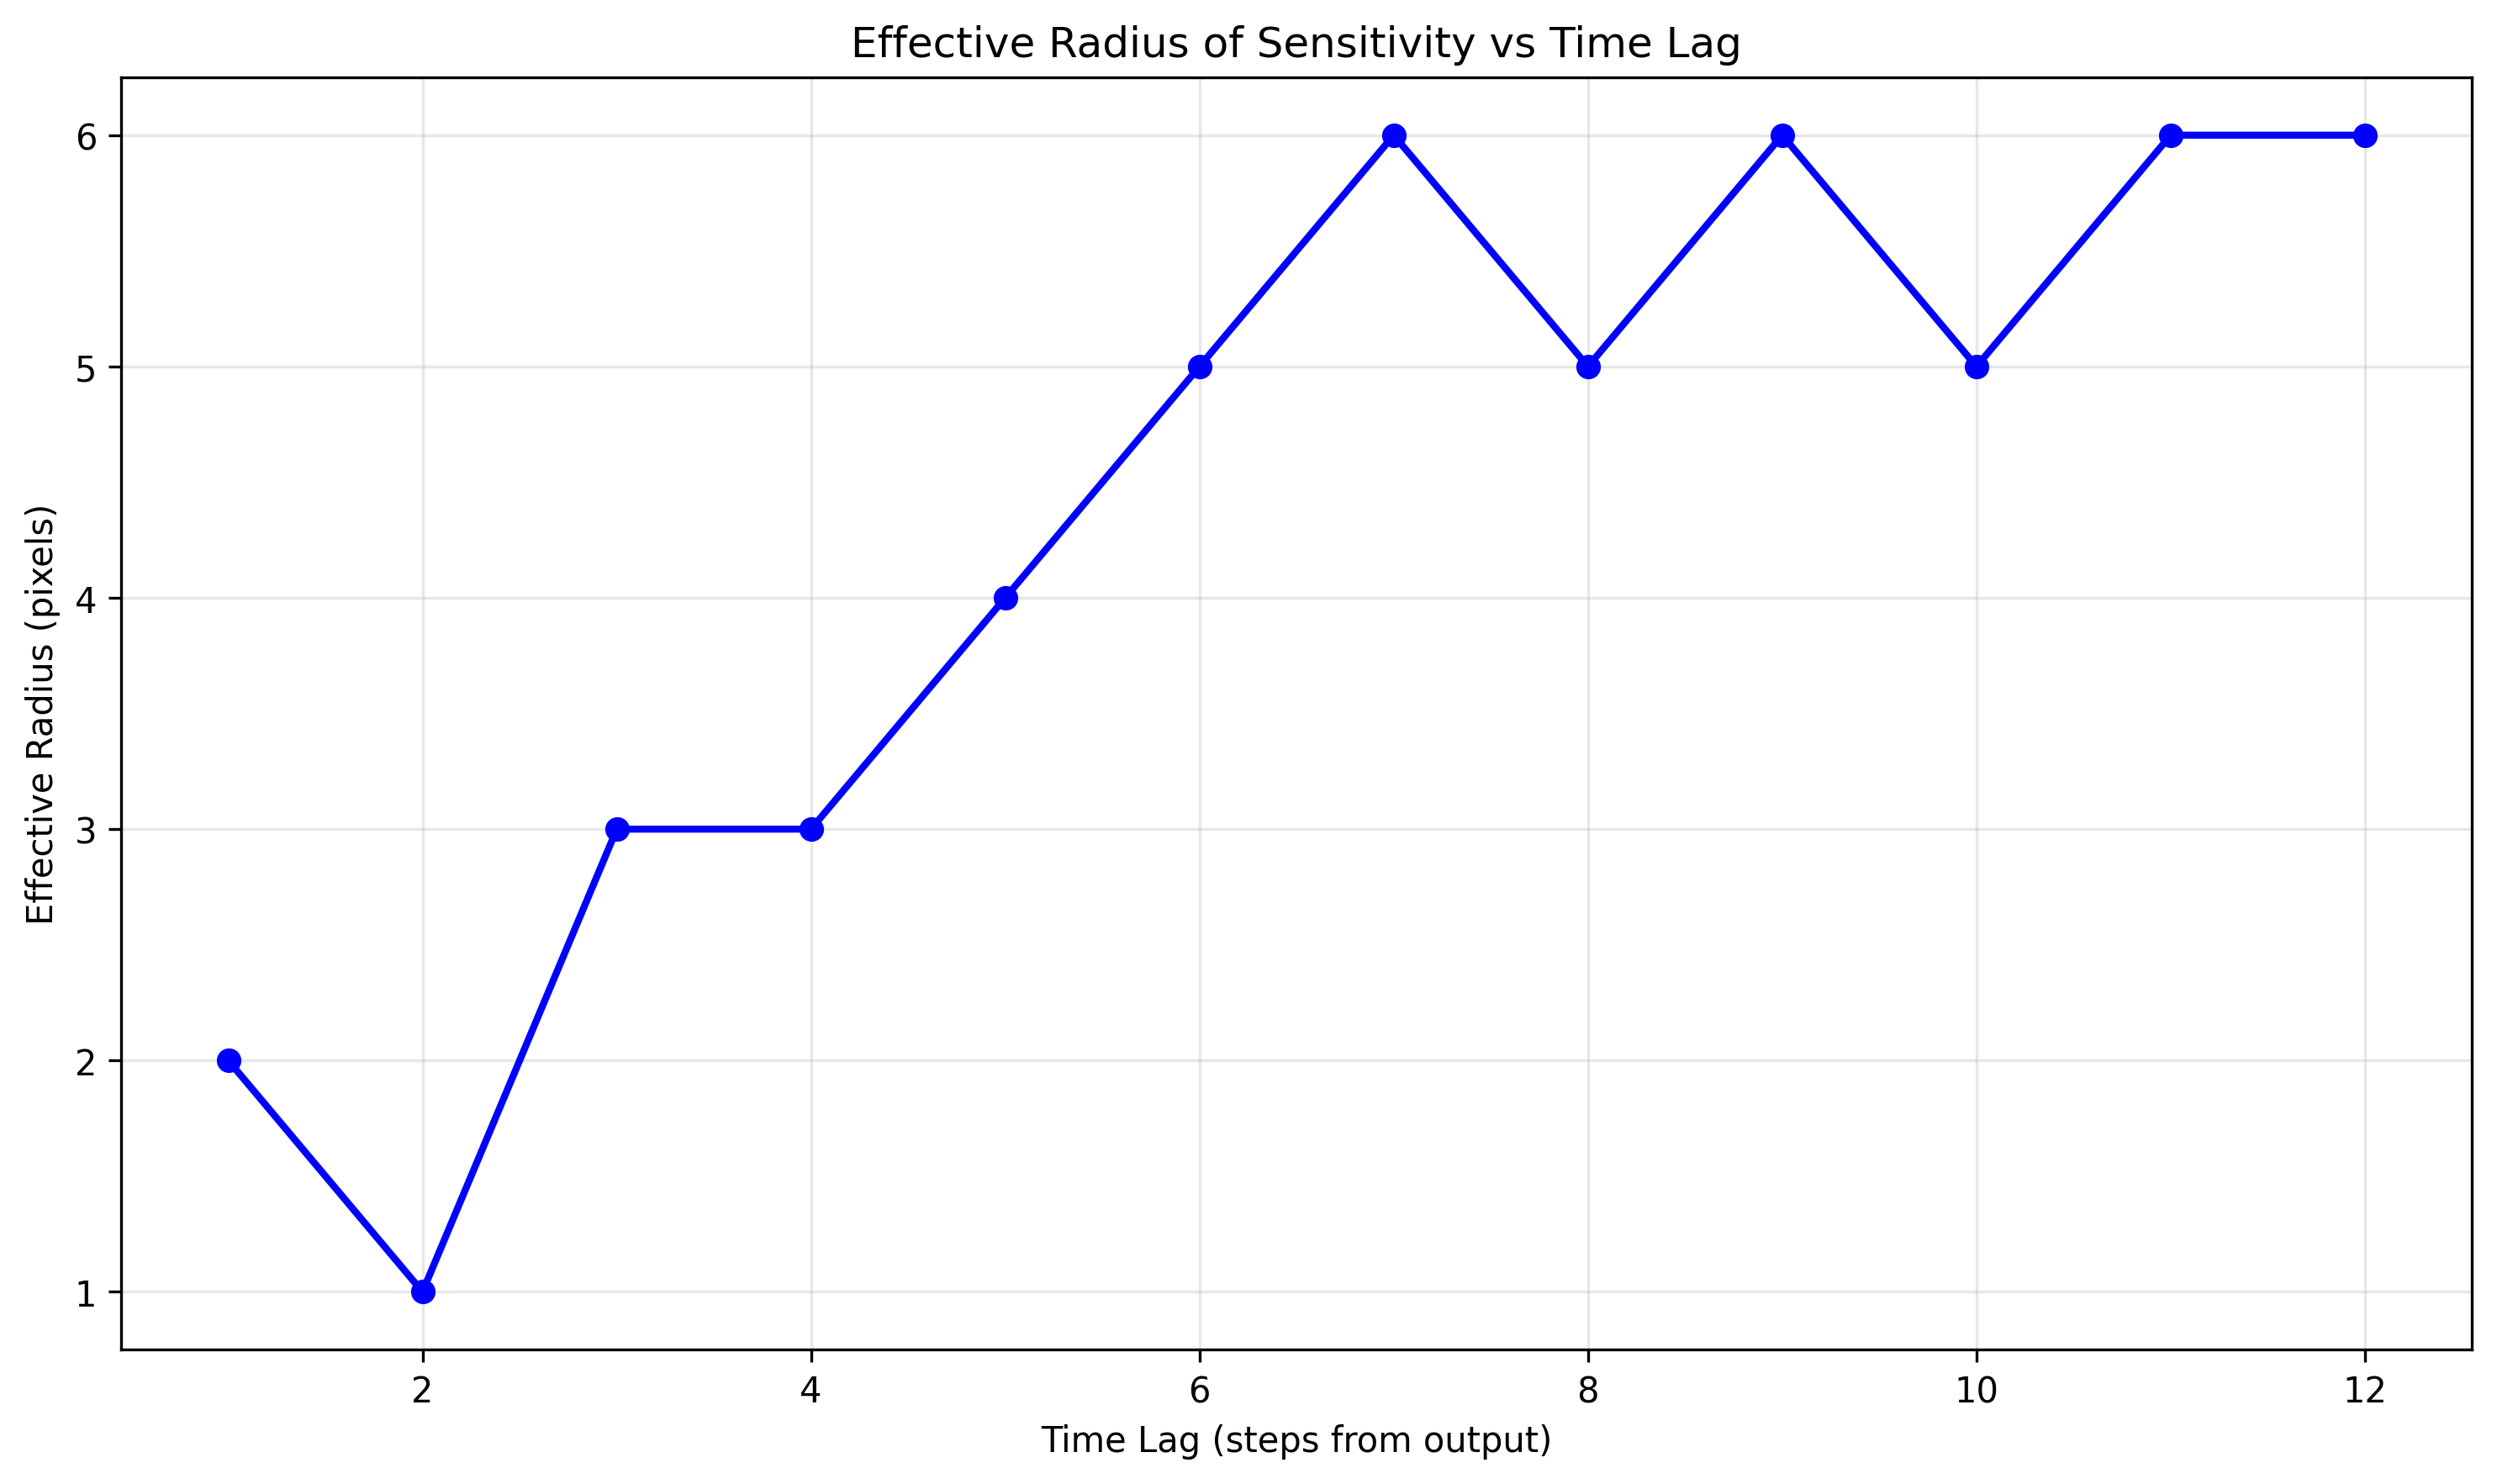 Effective Radius of Sensitivity vs Time Lag
Effective Radius (pixels)
6
5
4
3
2
1
2 4 6 8 10 12
Time Lag (steps from output)